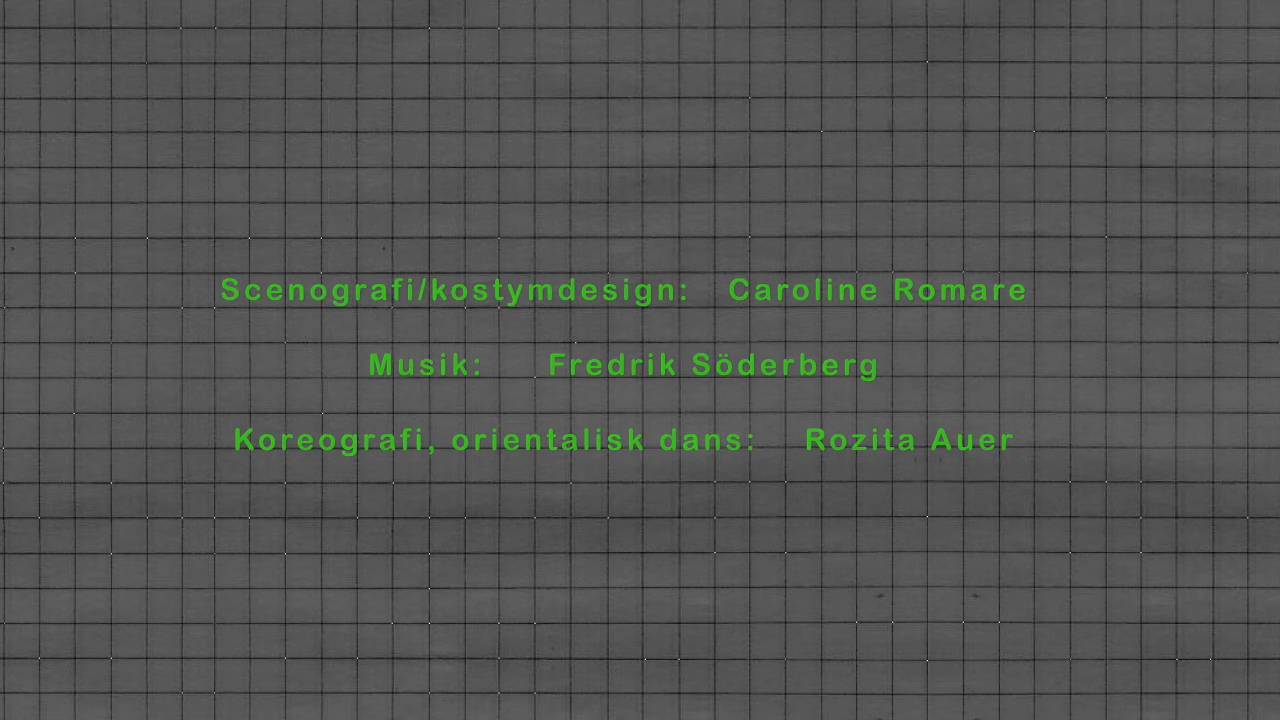 Scenografi/kostymdesign: Caroline Romare
Musik: Fredrik Söderberg
Koreografi, orientalisk dans: Rozita Auer